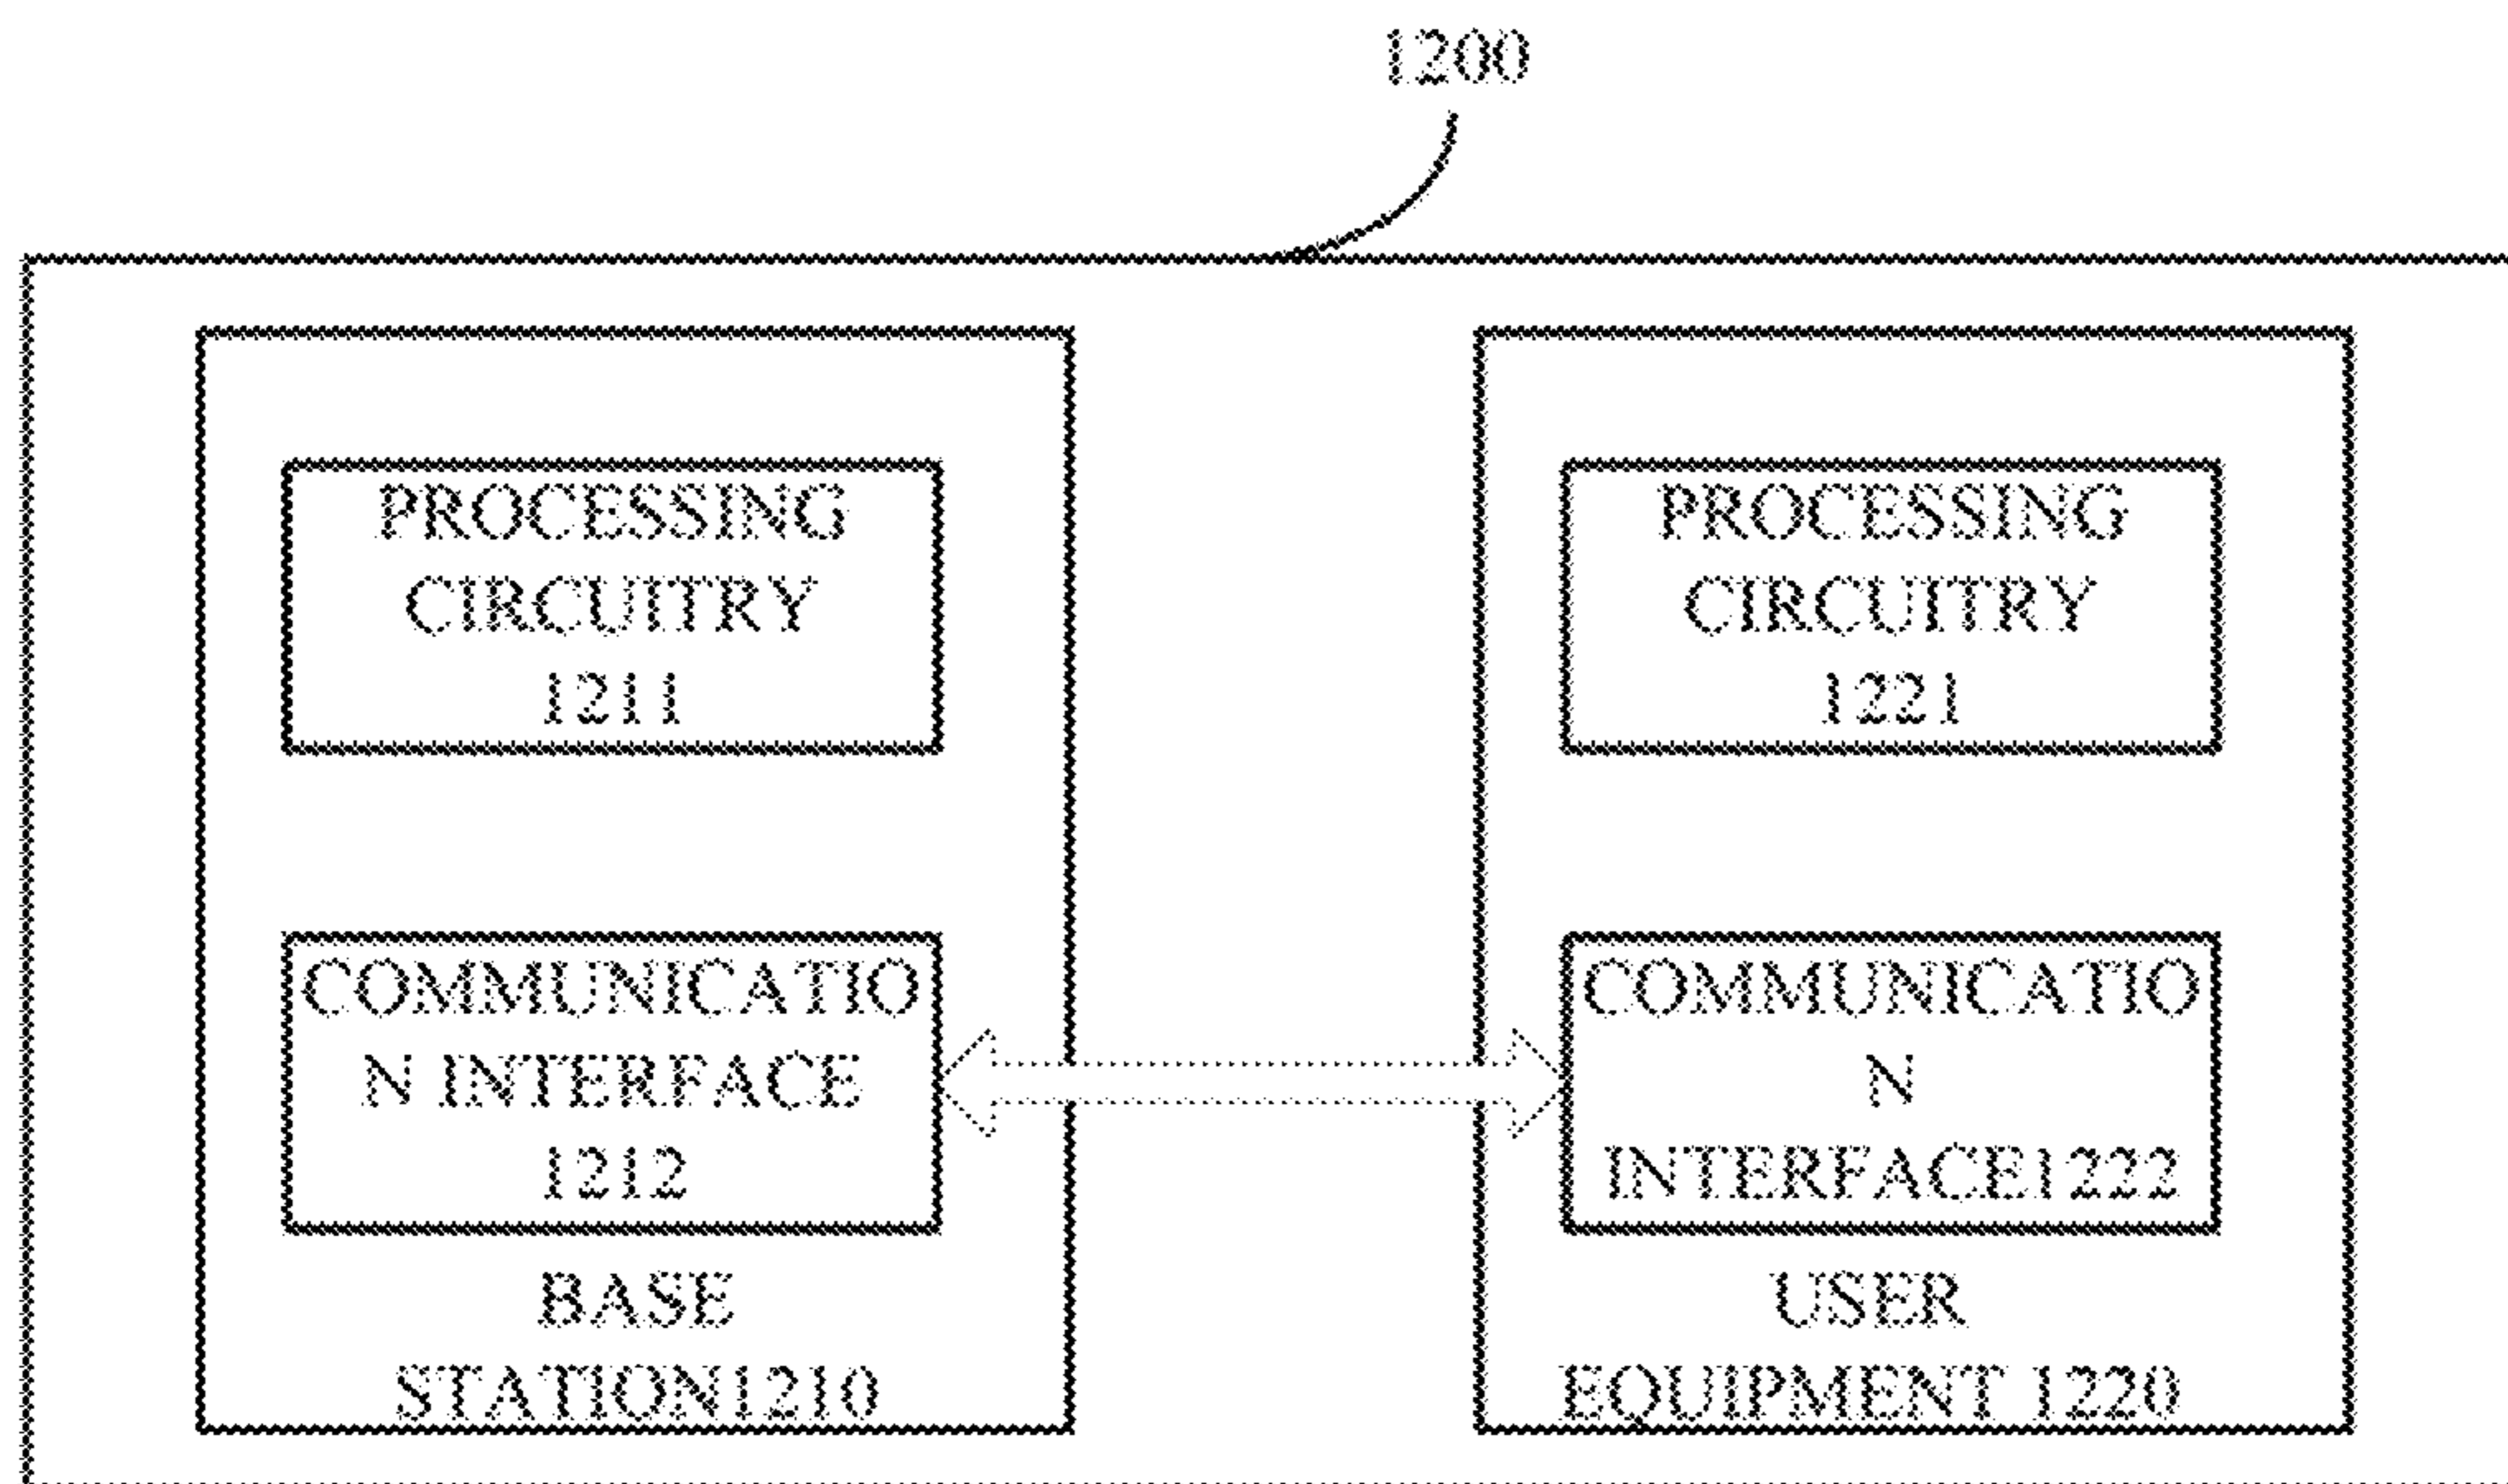 1200
PROCESSING
CIRCUITRY
1211
COMMUNICATIO
N INTERFACE
1212
BASE
STATION1210
PROCESSING
CIRCUITRY
1221
COMMUNICATIO
N
INTERFACE1222
USER
EQUIPMENT 1220